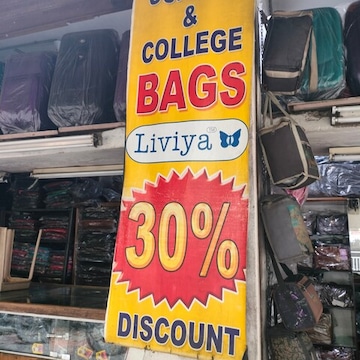 &
COLLEGE
BAGS
Liviya
30%
DISCOUNT